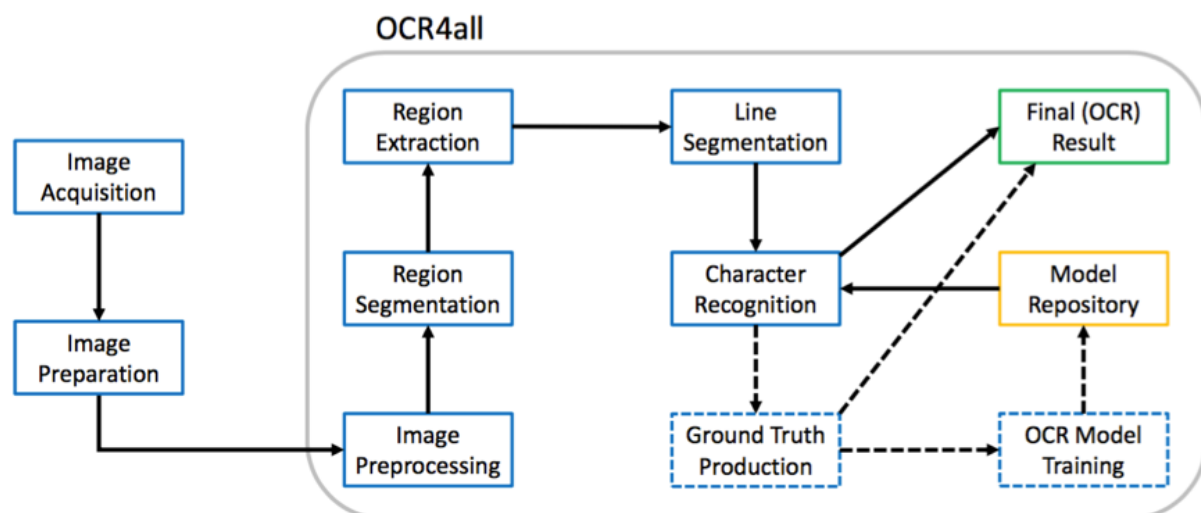 OCR4all
Image
Acquisition
Image
Preparation
Image
Preprocessing
Region
Segmentation
Region
Extraction
Line
Segmentation
Character
Recognition
Ground Truth
Production
OCR Model
Training
Model
Repository
Final (OCR)
Result